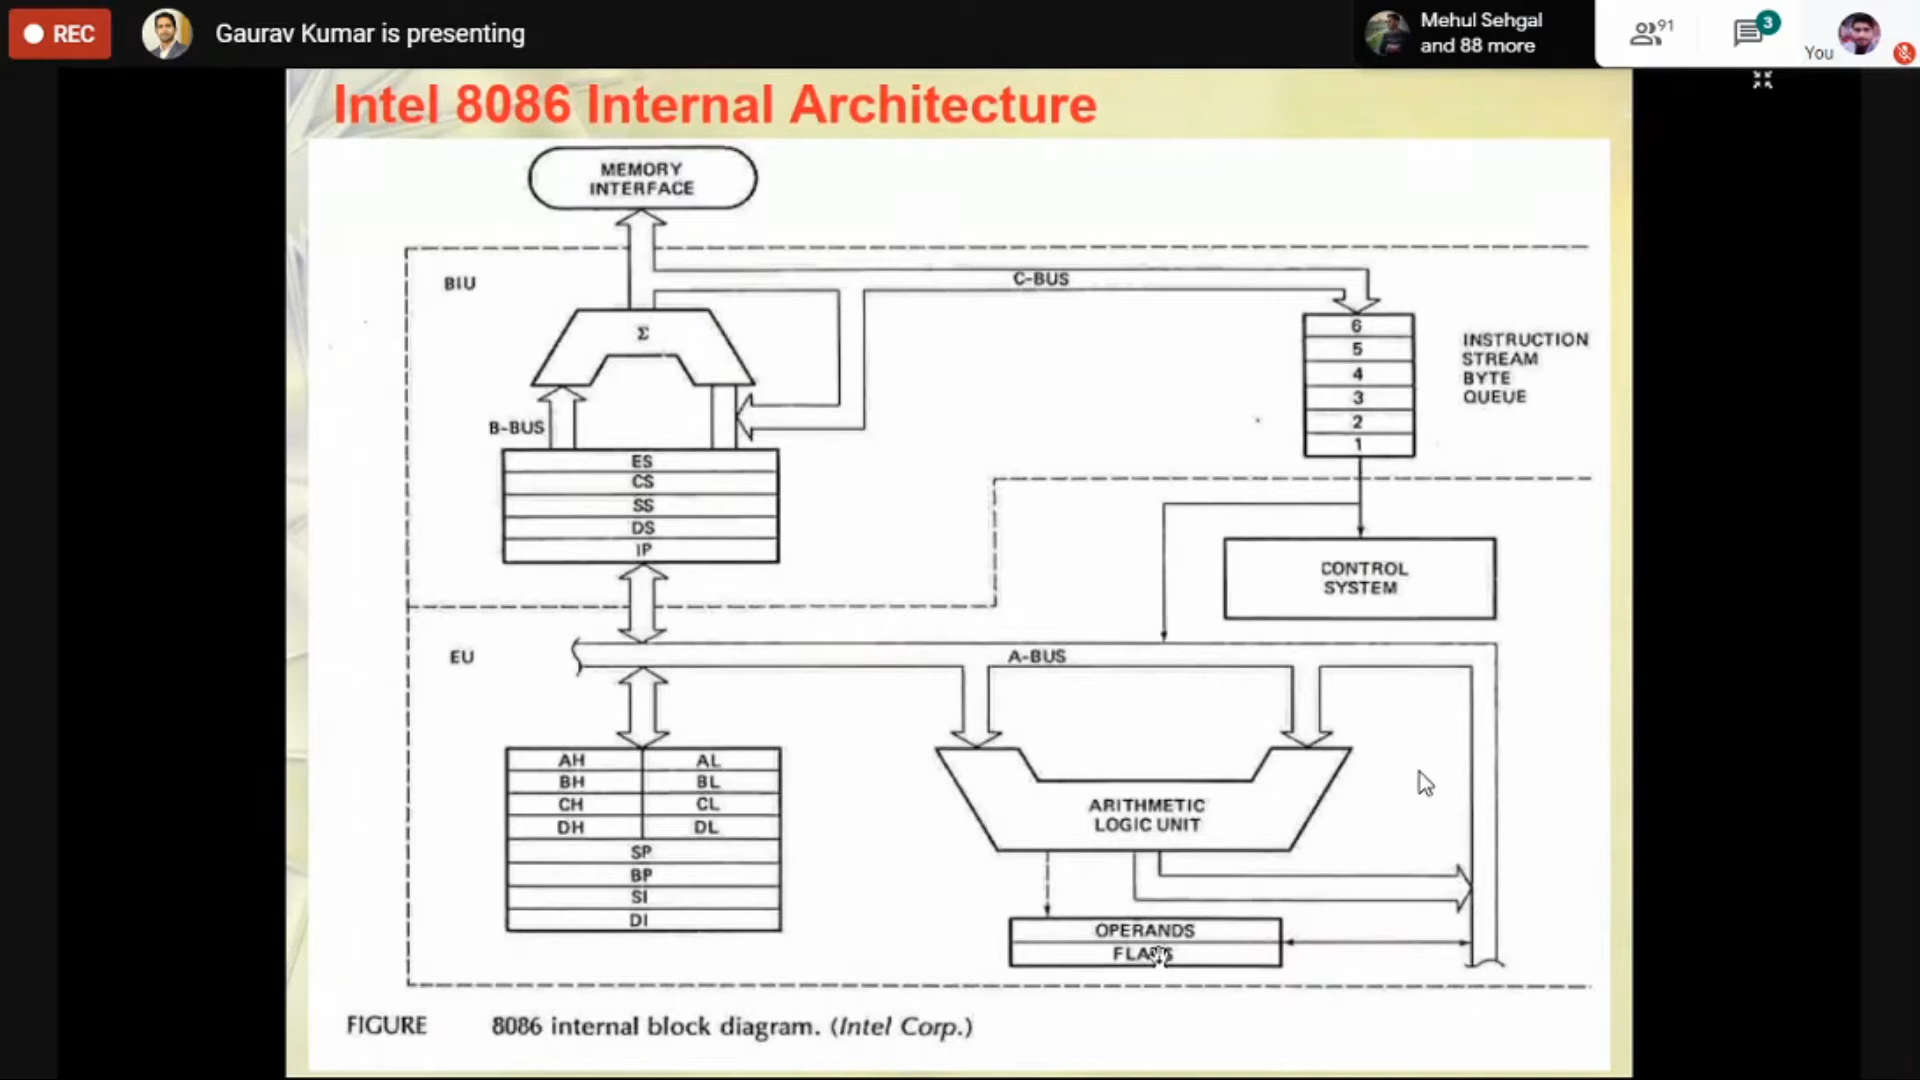 REC
Gaurav Kumar is presenting
Mehul Sehgal
and 88 more
91
3
You
Intel 8086 Internal Architecture
MEMORY
INTERFACE
BIU
C-BUS
Σ
B-BUS
6
5
4
3
2
1
INSTRUCTION
STREAM
BYTE
QUEUE
ES
CS
SS
DS
IP
CONTROL
SYSTEM
EU
A-BUS
AH AL
BH BL
CH CL
DH DL
SP
BP
SI
DI
ARITHMETIC
LOGIC UNIT
OPERANDS
FLAGS
FIGURE 8086 internal block diagram. (Intel Corp.)